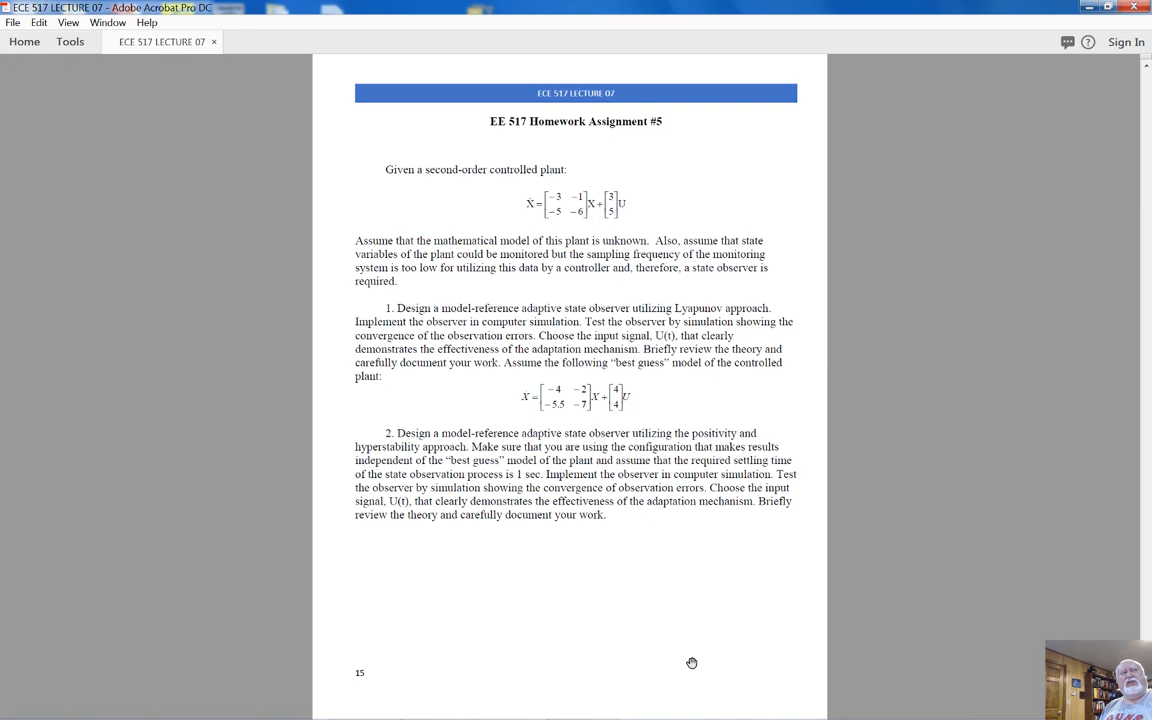 ECE 517 LECTURE 07 - Adobe Acrobat Pro DC
File Edit View Window Help
Home Tools ECE 517 LECTURE 07 × ? Sign In
ECE 517 LECTURE 07
EE 517 Homework Assignment #5
Given a second-order controlled plant:
Ẋ = [−3 −1; −5 −6] X + [3; 5] U
Assume that the mathematical model of this plant is unknown. Also, assume that state
variables of the plant could be monitored but the sampling frequency of the monitoring
system is too low for utilizing this data by a controller and, therefore, a state observer is
required.
1. Design a model-reference adaptive state observer utilizing Lyapunov approach.
Implement the observer in computer simulation. Test the observer by simulation showing the
convergence of the observation errors. Choose the input signal, U(t), that clearly
demonstrates the effectiveness of the adaptation mechanism. Briefly review the theory and
carefully document your work. Assume the following “best guess” model of the controlled
plant:
Ẋ = [−4 −2; −5.5 −7] X + [4; 4] U
2. Design a model-reference adaptive state observer utilizing the positivity and
hyperstability approach. Make sure that you are using the configuration that makes results
independent of the “best guess” model of the plant and assume that the required settling time
of the state observation process is 1 sec. Implement the observer in computer simulation. Test
the observer by simulation showing the convergence of observation errors. Choose the input
signal, U(t), that clearly demonstrates the effectiveness of the adaptation mechanism. Briefly
review the theory and carefully document your work.
15